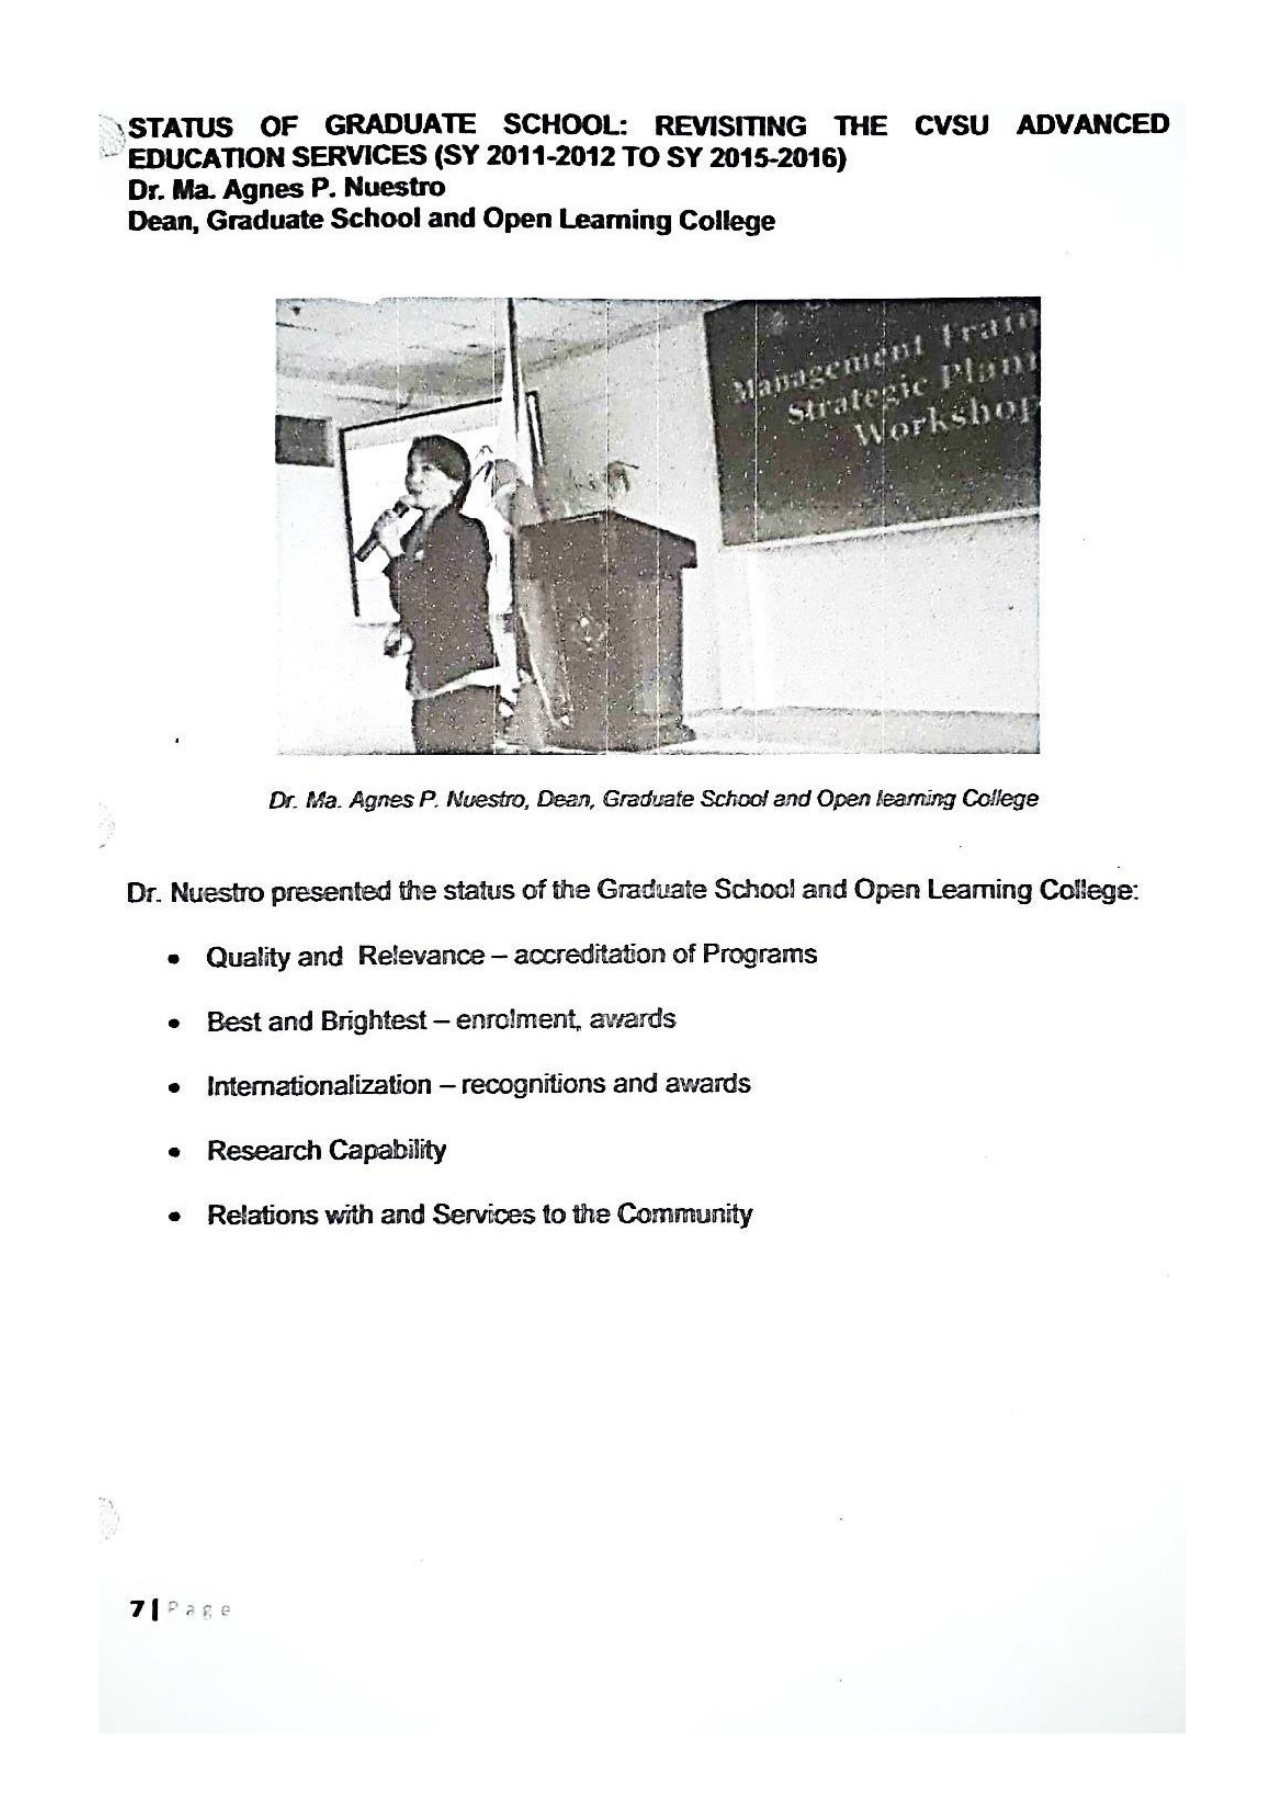 STATUS OF GRADUATE SCHOOL: REVISITING THE CVSU ADVANCED
EDUCATION SERVICES (SY 2011-2012 TO SY 2015-2016)
Dr. Ma. Agnes P. Nuestro
Dean, Graduate School and Open Learning College
Management Train
Strategic Plann
Workshop
Dr. Ma. Agnes P. Nuestro, Dean, Graduate School and Open learning College
Dr. Nuestro presented the status of the Graduate School and Open Learning College:
• Quality and Relevance – accreditation of Programs
• Best and Brightest – enrolment, awards
• Internationalization – recognitions and awards
• Research Capability
• Relations with and Services to the Community
7 | Page